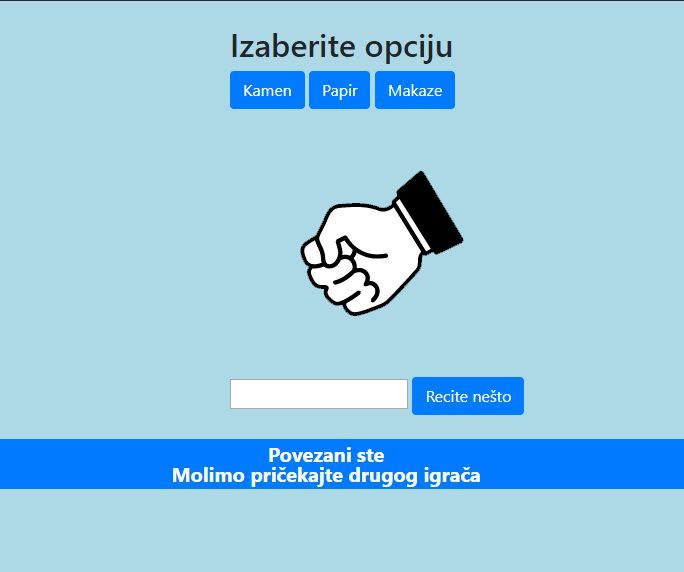 Izaberite opciju
Kamen Papir Makaze
Recite nešto
Povezani ste
Molimo pričekajte drugog igrača